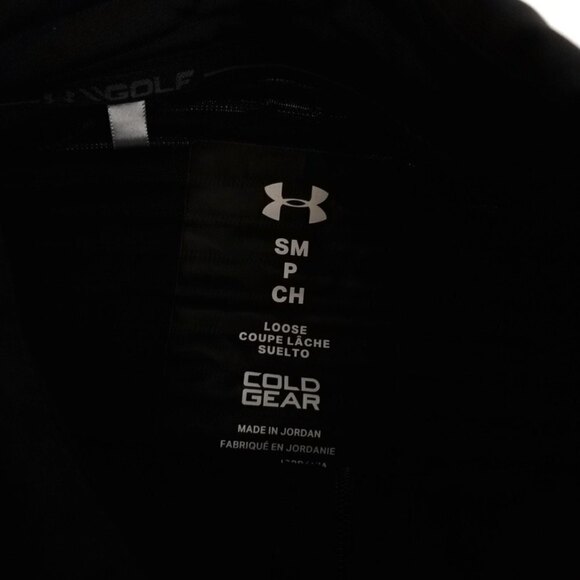 GOLF
SM
P
CH
LOOSE
COUPE LÂCHE
SUELTO
COLD
GEAR
MADE IN JORDAN
FABRIQUÉ EN JORDANIE